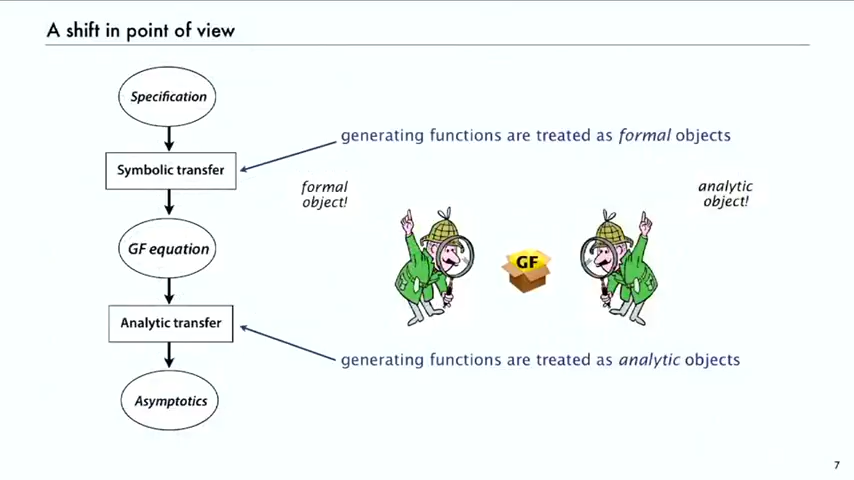 A shift in point of view
Specification
generating functions are treated as formal objects
Symbolic transfer
formal
object!
analytic
object!
GF equation
GF
Analytic transfer
generating functions are treated as analytic objects
Asymptotics
7